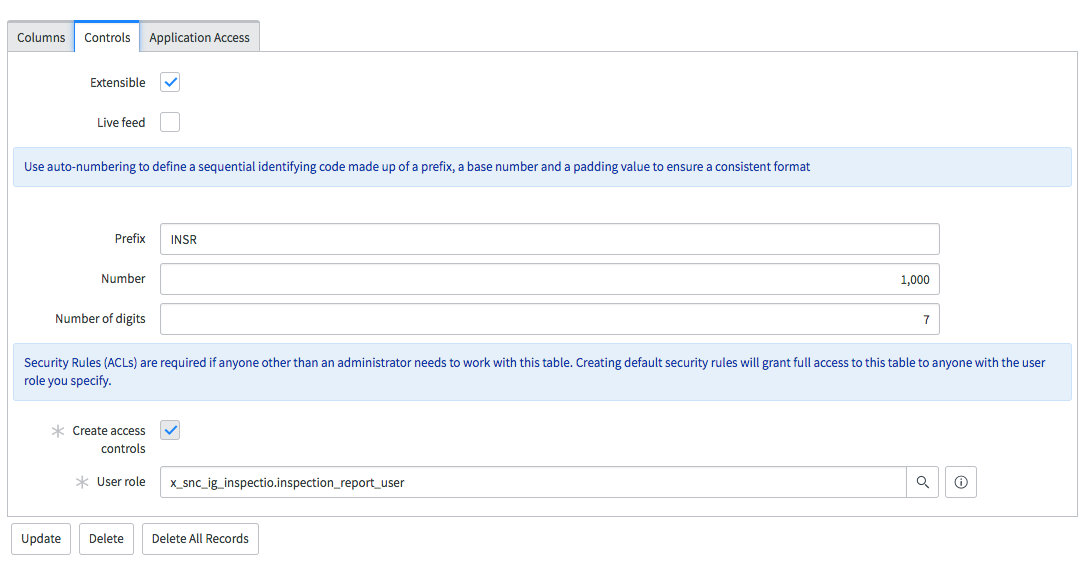 Columns Controls Application Access
Extensible
Live feed
Use auto-numbering to define a sequential identifying code made up of a prefix, a base number and a padding value to ensure a consistent format
Prefix INSR
Number 1,000
Number of digits 7
Security Rules (ACLs) are required if anyone other than an administrator needs to work with this table. Creating default security rules will grant full access to this table to anyone with the user
role you specify.
Create access
controls
User role x_snc_ig_inspectio.inspection_report_user
Update Delete Delete All Records